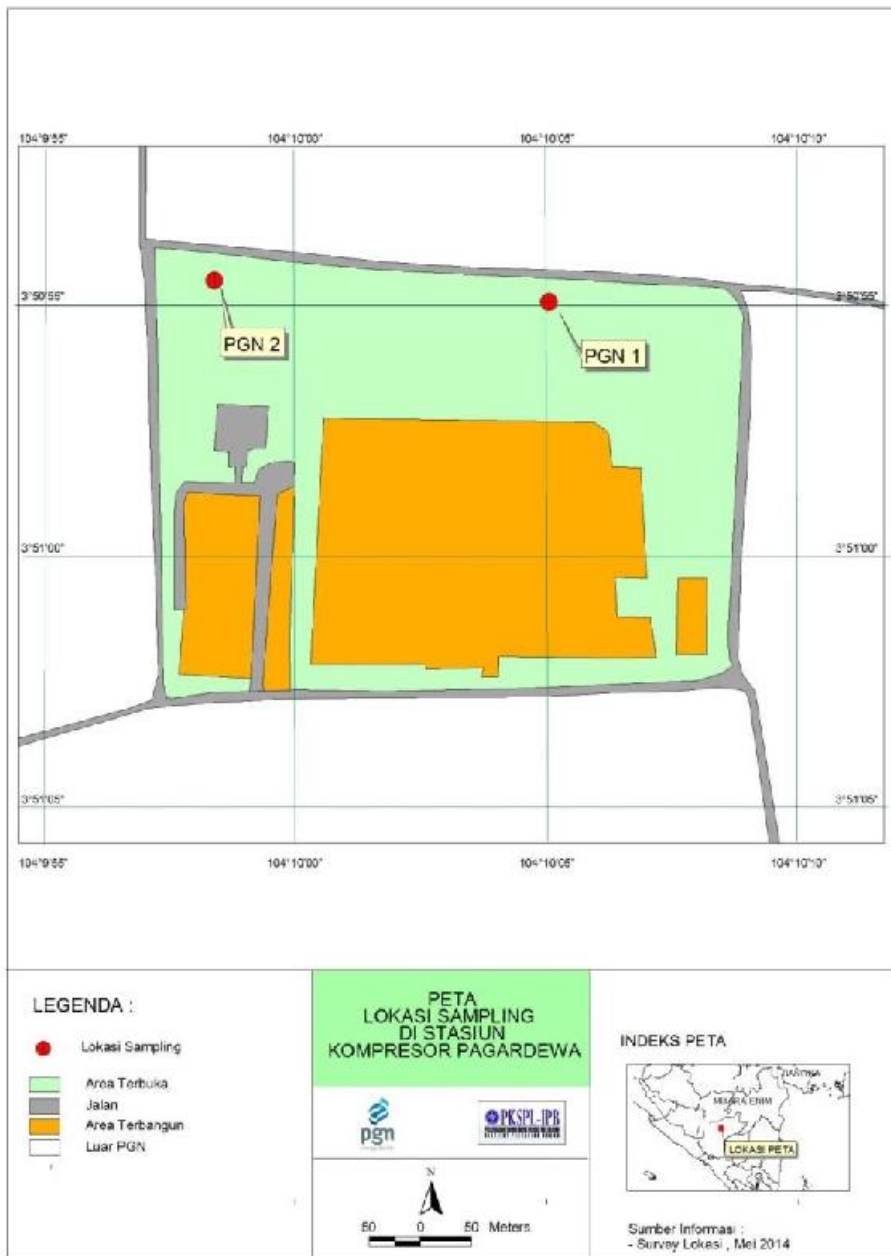 104°9'55" 104°10'00" 104°10'05" 104°10'10"
3°50'55" 3°50'55"
PGN 2
PGN 1
3°51'00" 3°51'00"
3°51'05" 3°51'05"
104°9'55" 104°10'00" 104°10'05" 104°10'10"
LEGENDA :
Lokasi Sampling
Area Terbuka
Jalan
Area Terbangun
Luar PGN
PETA
LOKASI SAMPLING
DI STASIUN
KOMPRESOR PAGARDEWA
pgn
PKSPL-IPB
N
50 0 50 Meters
INDEKS PETA
MUARA ENIM
LOKASI PETA
Sumber Informasi :
- Survey Lokasi , Mei 2014